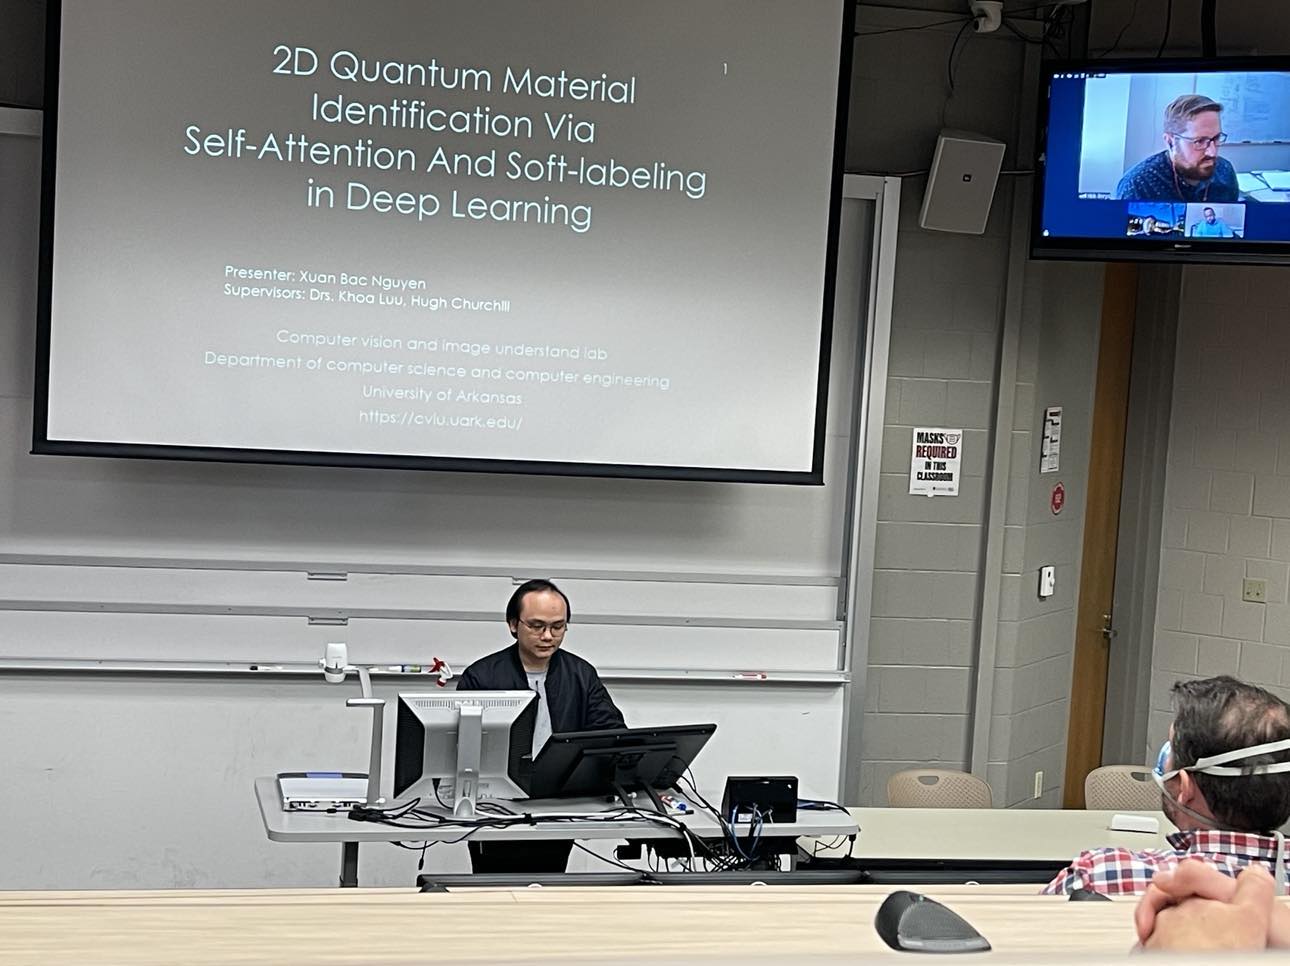 1
2D Quantum Material
Identification Via
Self-Attention And Soft-labeling
in Deep Learning
Presenter: Xuan Bac Nguyen
Supervisors: Drs. Khoa Luu, Hugh Churchill
Computer vision and image understand lab
Department of computer science and computer engineering
University of Arkansas
https://cviu.uark.edu/
MASKS
REQUIRED
IN THIS
CLASSROOM